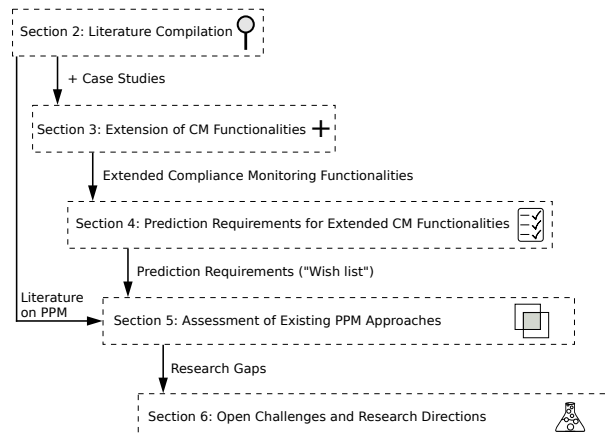 Section 2: Literature Compilation
+ Case Studies
Section 3: Extension of CM Functionalities
Extended Compliance Monitoring Functionalities
Section 4: Prediction Requirements for Extended CM Functionalities
Prediction Requirements ("Wish list")
Literature
on PPM
Section 5: Assessment of Existing PPM Approaches
Research Gaps
Section 6: Open Challenges and Research Directions